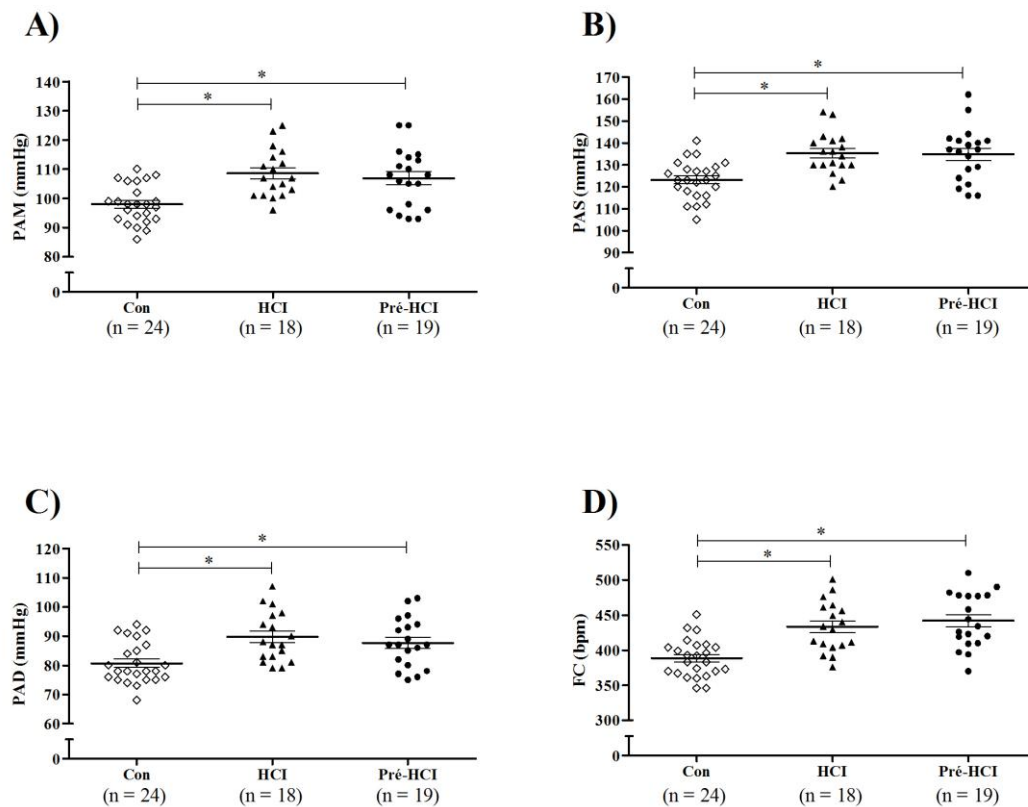 A)
*
*
140
130
120
110
100
90
80
0
PAM (mmHg)
Con HCI Pré-HCI
(n = 24) (n = 18) (n = 19)
B)
*
*
170
160
150
140
130
120
110
100
90
0
PAS (mmHg)
Con HCI Pré-HCI
(n = 24) (n = 18) (n = 19)
C)
*
*
120
110
100
90
80
70
60
0
PAD (mmHg)
Con HCI Pré-HCI
(n = 24) (n = 18) (n = 19)
D)
*
*
550
500
450
400
350
300
0
FC (bpm)
Con HCI Pré-HCI
(n = 24) (n = 18) (n = 19)